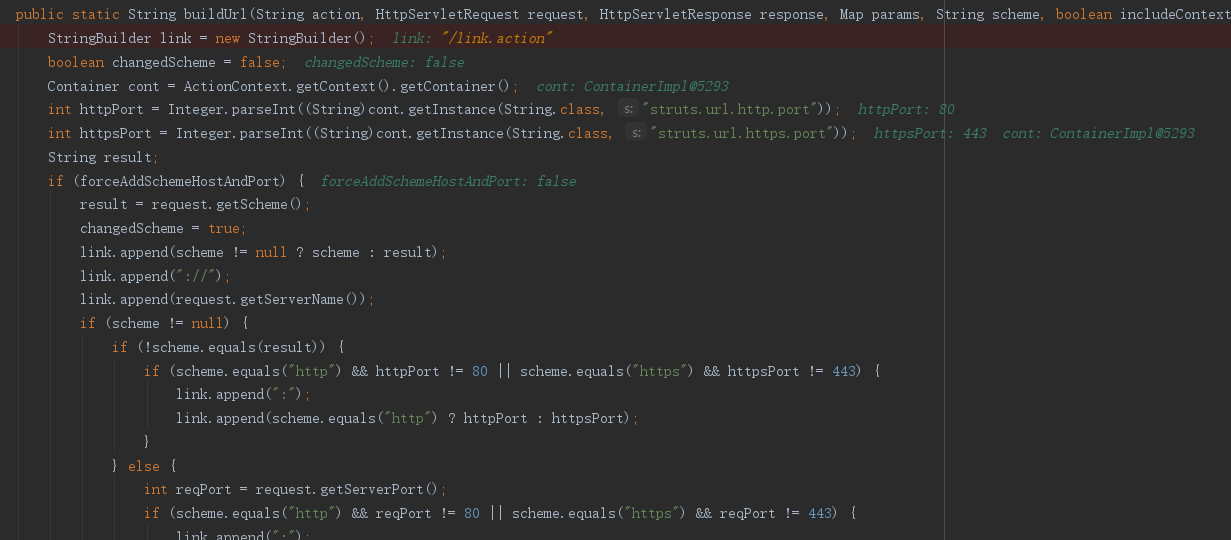 public static String buildUrl(String action, HttpServletRequest request, HttpServletResponse response, Map params, String scheme, boolean includeContext
StringBuilder link = new StringBuilder();  link: "/link.action"
boolean changedScheme = false;  changedScheme: false
Container cont = ActionContext.getContext().getContainer();  cont: ContainerImpl@5293
int httpPort = Integer.parseInt((String)cont.getInstance(String.class, s: "struts.url.http.port"));  httpPort: 80
int httpsPort = Integer.parseInt((String)cont.getInstance(String.class, s: "struts.url.https.port"));  httpsPort: 443  cont: ContainerImpl@5293
String result;
if (forceAddSchemeHostAndPort) {  forceAddSchemeHostAndPort: false
result = request.getScheme();
changedScheme = true;
link.append(scheme != null ? scheme : result);
link.append("://");
link.append(request.getServerName());
if (scheme != null) {
if (!scheme.equals(result)) {
if (scheme.equals("http") && httpPort != 80 || scheme.equals("https") && httpsPort != 443) {
link.append(":");
link.append(scheme.equals("http") ? httpPort : httpsPort);
}
} else {
int reqPort = request.getServerPort();
if (scheme.equals("http") && reqPort != 80 || scheme.equals("https") && reqPort != 443) {
link.append(":");